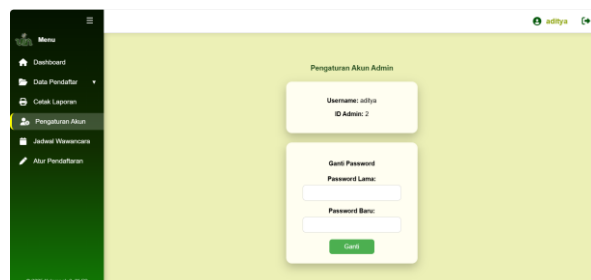 ☰
aditya
Menu
Dashboard
Data Pendaftar ▼
Cetak Laporan
Pengaturan Akun
Jadwal Wawancara
Atur Pendaftaran
Pengaturan Akun Admin
Username: aditya
ID Admin: 2
Ganti Password
Password Lama:
Password Baru:
Ganti